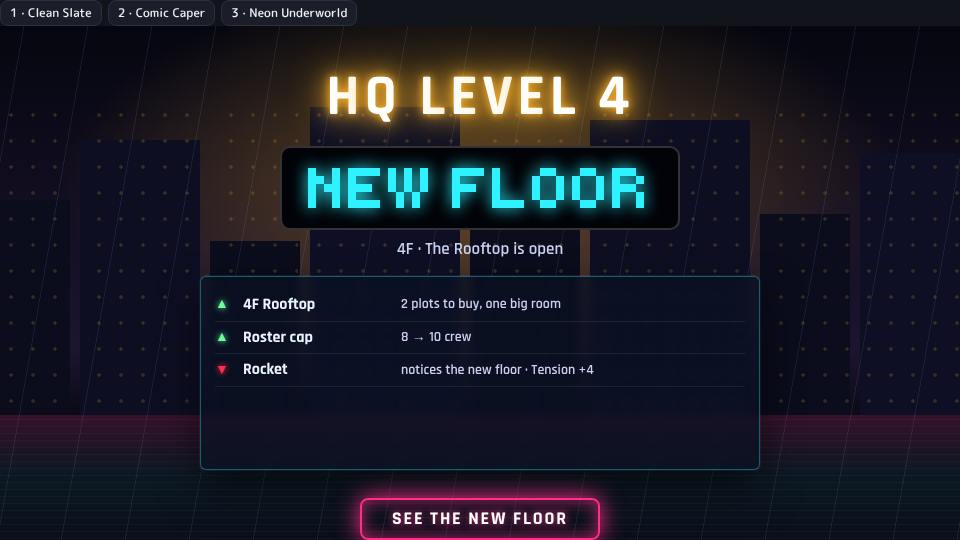 1 · Clean Slate
2 · Comic Caper
3 · Neon Underworld
HQ LEVEL 4
NEW FLOOR
4F · The Rooftop is open
▲ 4F Rooftop 2 plots to buy, one big room
▲ Roster cap 8 → 10 crew
▼ Rocket notices the new floor · Tension +4
SEE THE NEW FLOOR